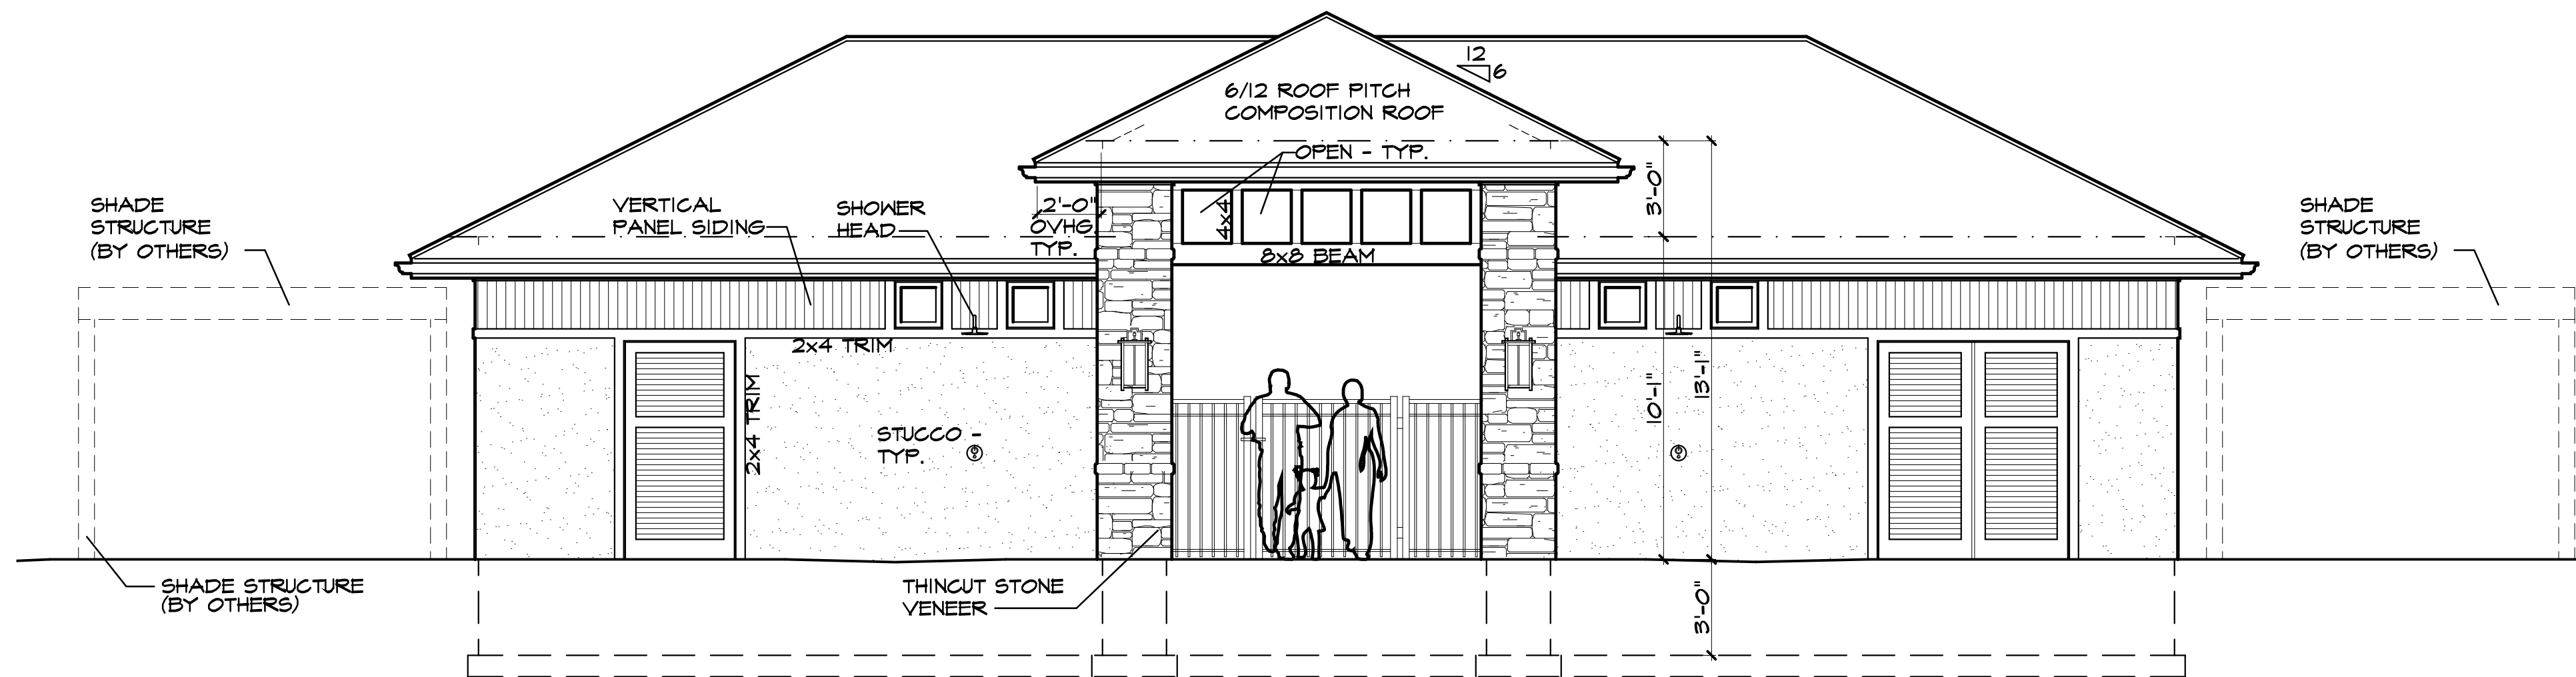 12
6
6/12 ROOF PITCH
COMPOSITION ROOF
OPEN - TYP.
SHADE
STRUCTURE
(BY OTHERS)
VERTICAL
PANEL SIDING
SHOWER
HEAD
2'-0"
OVHG.
TYP.
4x4
8x8 BEAM
3'-0"
SHADE
STRUCTURE
(BY OTHERS)
2x4 TRIM
2x4 TRIM
STUCCO -
TYP.
10'-1"
13'-1"
SHADE STRUCTURE
(BY OTHERS)
THINCUT STONE
VENEER
3'-0"